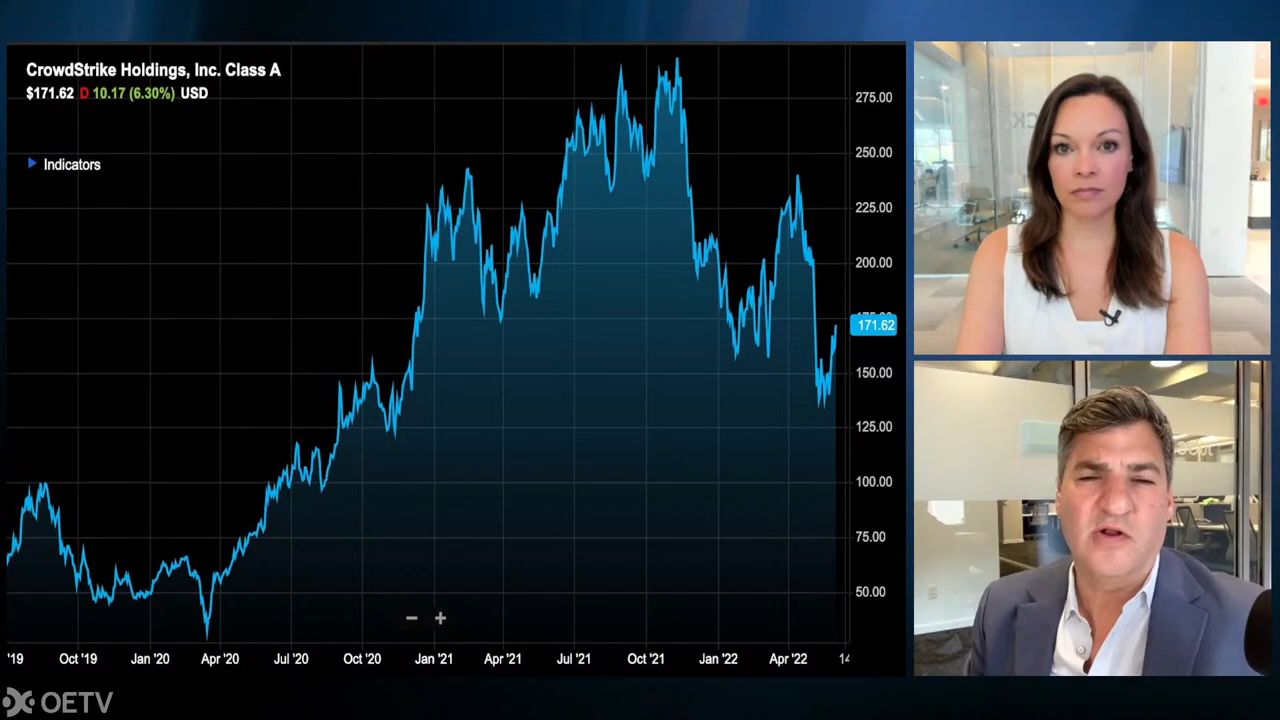 CrowdStrike Holdings, Inc. Class A
$171.62 D 10.17 (6.30%) USD
Indicators
275.00
250.00
225.00
200.00
171.62
150.00
125.00
100.00
75.00
50.00
− +
'19 Oct '19 Jan '20 Apr '20 Jul '20 Oct '20 Jan '21 Apr '21 Jul '21 Oct '21 Jan '22 Apr '22 14
OETV